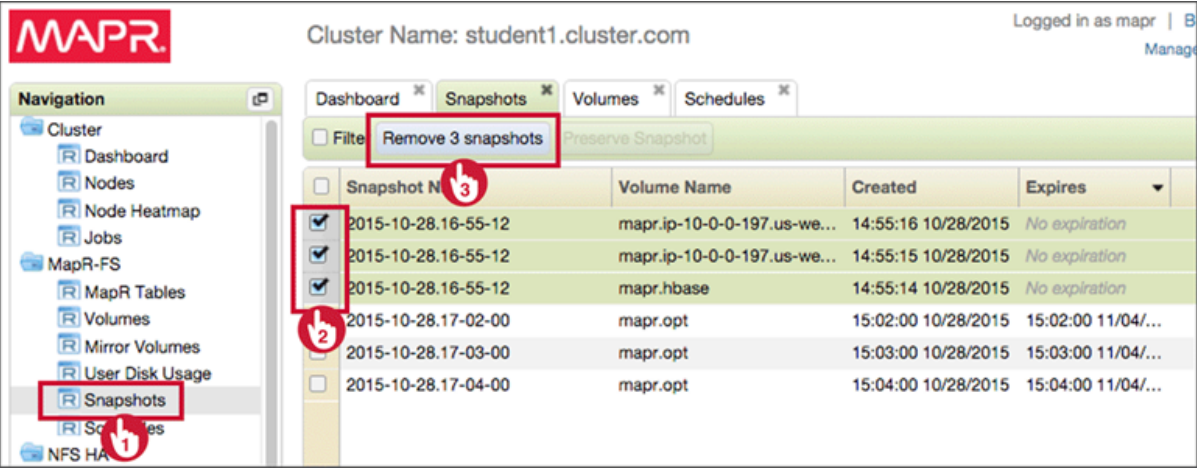 MAPR.
Cluster Name: student1.cluster.com
Logged in as mapr | B
Manage
Navigation
Cluster
Dashboard
Nodes
Node Heatmap
Jobs
MapR-FS
MapR Tables
Volumes
Mirror Volumes
User Disk Usage
Snapshots
1
NFS HA
Dashboard Snapshots Volumes Schedules
Filte Remove 3 snapshots Preserve Snapshot
3
Snapshot N Volume Name Created Expires
2015-10-28.16-55-12 mapr.ip-10-0-0-197.us-we... 14:55:16 10/28/2015 No expiration
2015-10-28.16-55-12 mapr.ip-10-0-0-197.us-we... 14:55:15 10/28/2015 No expiration
2015-10-28.16-55-12 mapr.hbase 14:55:14 10/28/2015 No expiration
2
2015-10-28.17-02-00 mapr.opt 15:02:00 10/28/2015 15:02:00 11/04/...
2015-10-28.17-03-00 mapr.opt 15:03:00 10/28/2015 15:03:00 11/04/...
2015-10-28.17-04-00 mapr.opt 15:04:00 10/28/2015 15:04:00 11/04/...